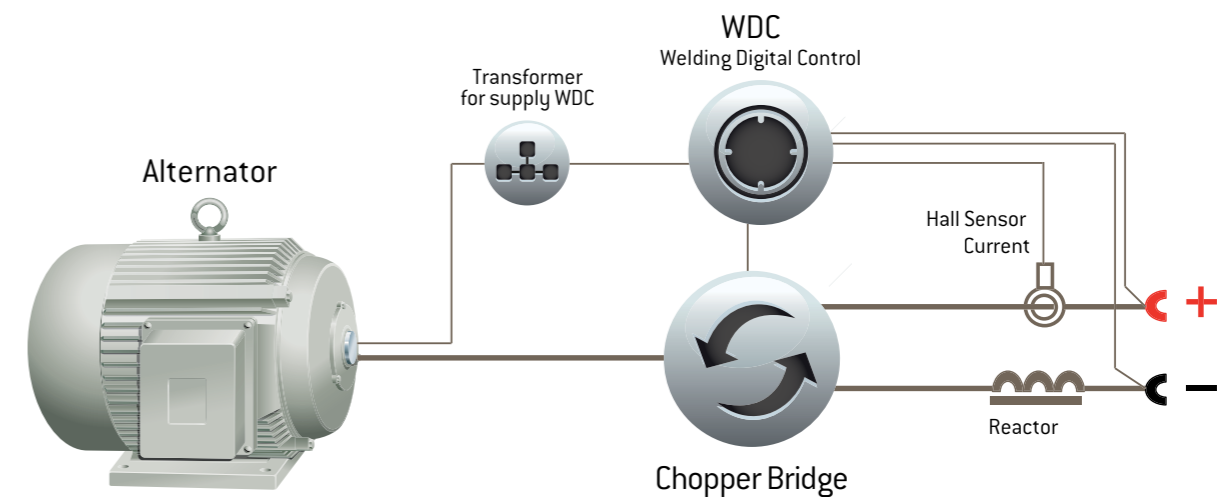 WDC
Welding Digital Control
Transformer
for supply WDC
Alternator
Hall Sensor
Current
+
−
Reactor
Chopper Bridge